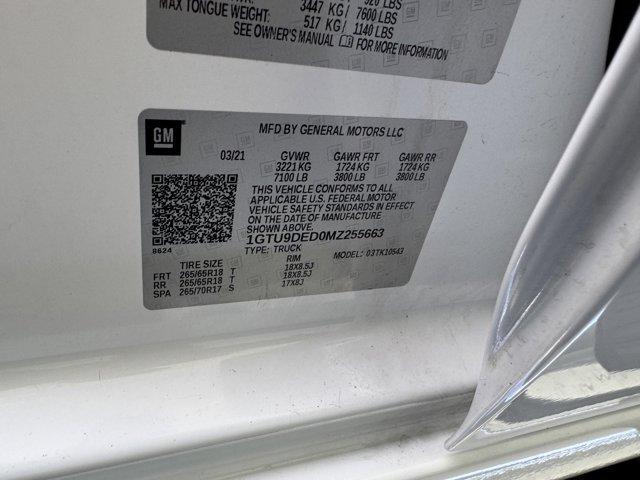 920 LBS
MAX TONGUE WEIGHT: 3447 KG / 7600 LBS
517 KG / 1140 LBS
SEE OWNER'S MANUAL FOR MORE INFORMATION
GM
MFD BY GENERAL MOTORS LLC
03/21 GVWR GAWR FRT GAWR RR
3221 KG 1724 KG 1724 KG
7100 LB 3800 LB 3800 LB
THIS VEHICLE CONFORMS TO ALL
APPLICABLE U.S. FEDERAL MOTOR
VEHICLE SAFETY STANDARDS IN EFFECT
ON THE DATE OF MANUFACTURE
SHOWN ABOVE.
1GTU9DED0MZ255663
8624
TYPE: TRUCK MODEL: 03TK10543
TIRE SIZE RIM
FRT 265/65R18 T 18X8.5J
RR 265/65R18 T 18X8.5J
SPA 265/70R17 S 17X8J